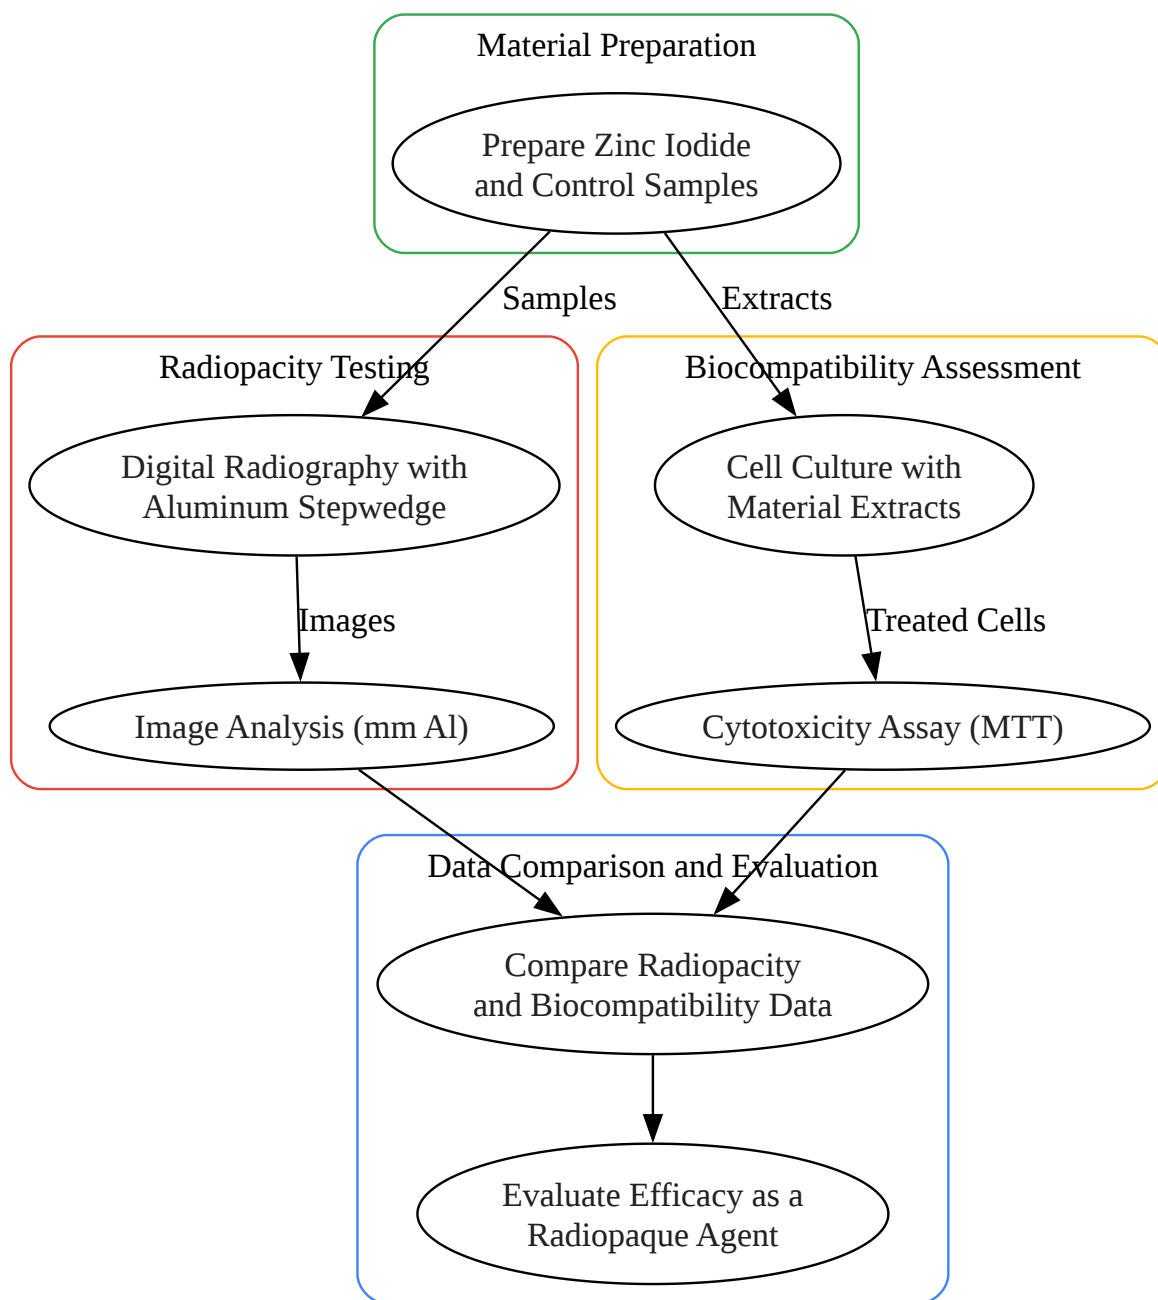 Material Preparation
Prepare Zinc Iodide
and Control Samples
Samples
Extracts
Radiopacity Testing
Biocompatibility Assessment
Digital Radiography with
Aluminum Stepwedge
Cell Culture with
Material Extracts
Images
Treated Cells
Image Analysis (mm Al)
Cytotoxicity Assay (MTT)
Data Comparison and Evaluation
Compare Radiopacity
and Biocompatibility Data
Evaluate Efficacy as a
Radiopaque Agent